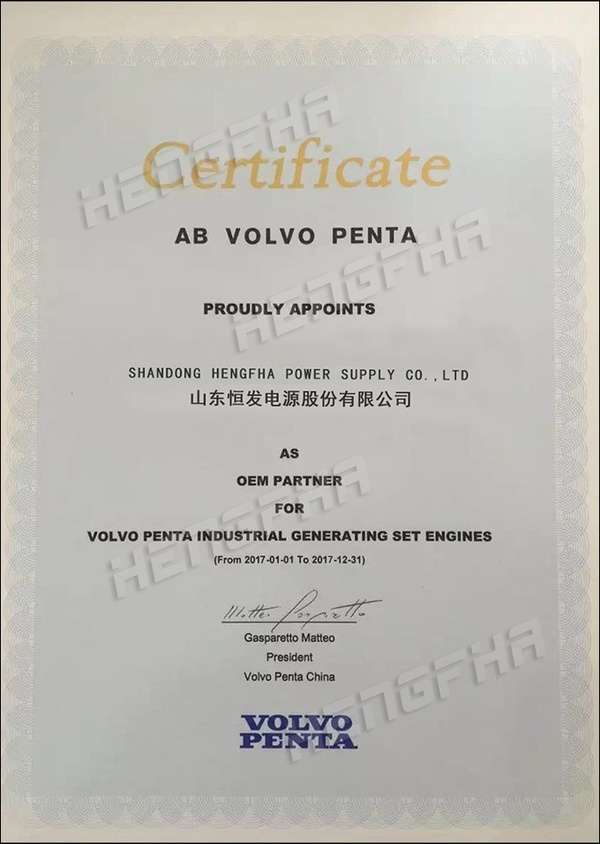 Certificate
AB VOLVO PENTA
PROUDLY APPOINTS
SHANDONG HENGFHA POWER SUPPLY CO.,LTD
山东恒发电源股份有限公司
AS
OEM PARTNER
FOR
VOLVO PENTA INDUSTRIAL GENERATING SET ENGINES
(From 2017-01-01 To 2017-12-31)
Matteo Gasparetto
Gasparetto Matteo
President
Volvo Penta China
VOLVO
PENTA
HENGFHA
HENGFHA
HENGFHA
HENGFHA